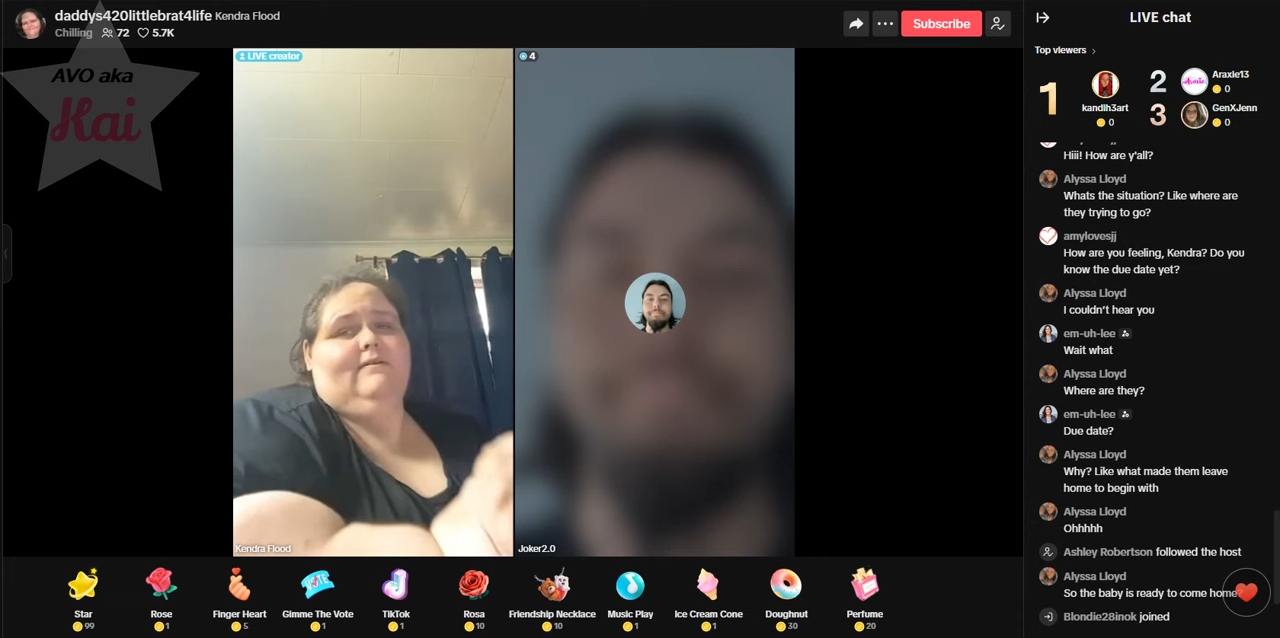 daddys420littlebrat4life Kendra Flood
Chilling 72 5.7K
Subscribe
AVO aka
Kai
LIVE creator
4
Kendra Flood
Joker2.0
Star
99
Rose
1
Finger Heart
5
Gimme The Vote
1
TikTok
1
Rosa
10
Friendship Necklace
10
Music Play
1
Ice Cream Cone
1
Doughnut
30
Perfume
20
LIVE chat
Top viewers
1
kandih3art
0
2
Araxie13
0
3
GenXJenn
0
Hiii! How are y'all?
Alyssa Lloyd
Whats the situation? Like where are
they trying to go?
amylovesjj
How are you feeling, Kendra? Do you
know the due date yet?
Alyssa Lloyd
I couldn't hear you
em-uh-lee
Wait what
Alyssa Lloyd
Where are they?
em-uh-lee
Due date?
Alyssa Lloyd
Why? Like what made them leave
home to begin with
Alyssa Lloyd
Ohhhhh
Ashley Robertson followed the host
Alyssa Lloyd
So the baby is ready to come home?
Blondie28inok joined